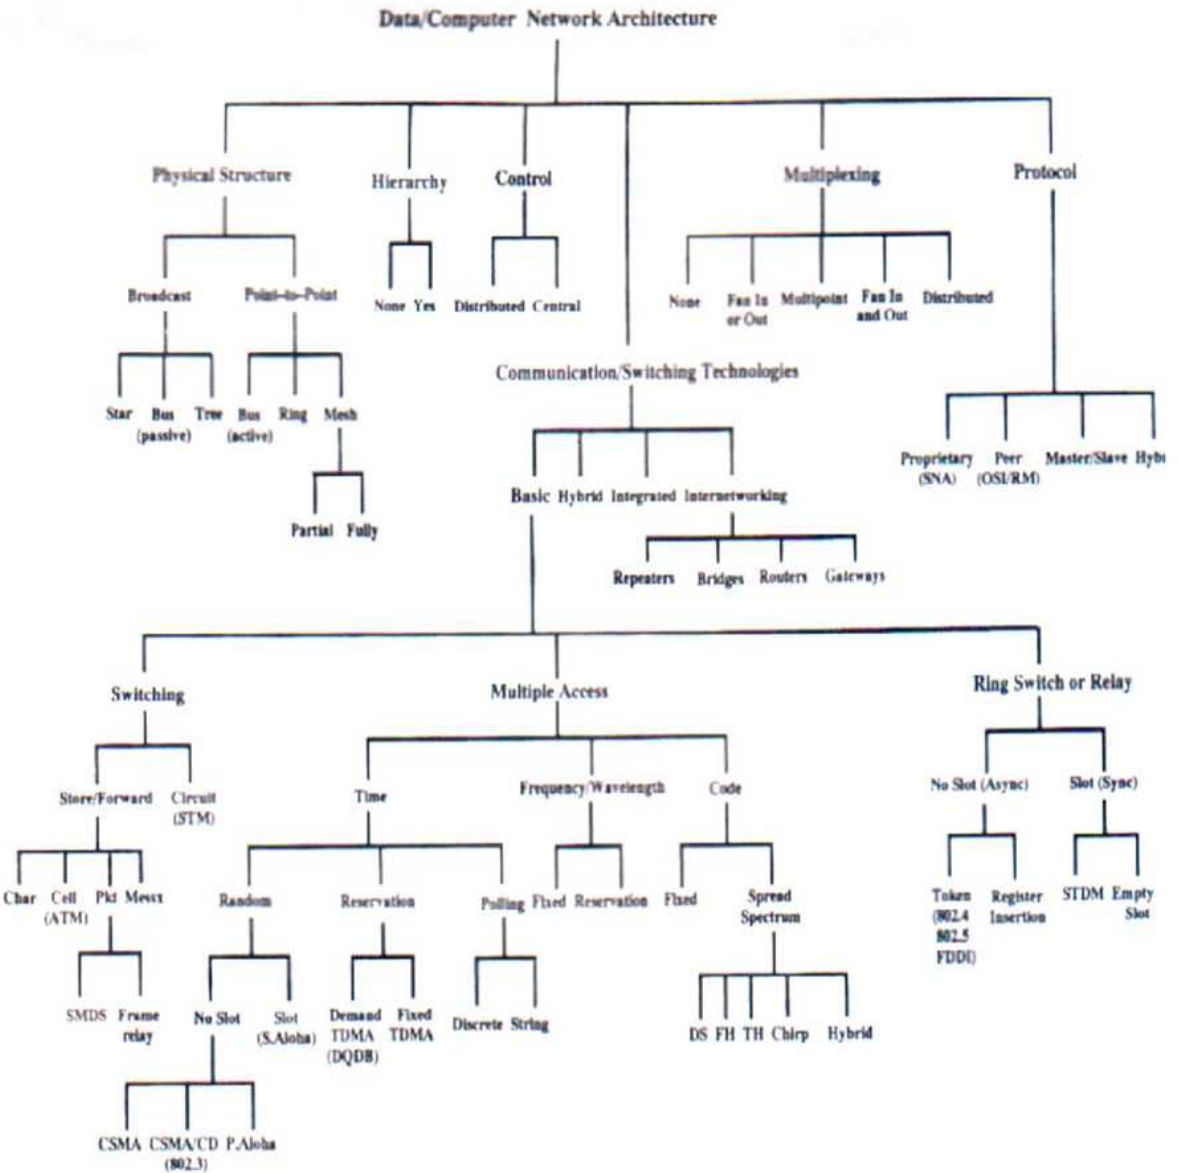 Data/Computer Network Architecture
Physical Structure
Hierarchy
Control
Multiplexing
Protocol
Broadcast
Point-to-Point
None Yes
Distributed Central
None
Fan In
or Out
Multipoint
Fan In
and Out
Distributed
Communication/Switching Technologies
Star
Bus
(passive)
Tree
Bus
(active)
Ring
Mesh
Proprietary
(SNA)
Peer
(OSI/RM)
Master/Slave
Partial Fully
Basic Hybrid Integrated Internetworking
Repeaters Bridges Routers Gateways
Switching
Multiple Access
Ring Switch or Relay
Store/Forward
Circuit
(STM)
Time
Frequency/Wavelength
Code
No Slot (Async)
Slot (Sync)
Char
Cell
(ATM)
Pkt
Random
Reservation
Polling
Fixed Reservation
Fixed
Spread
Spectrum
Token
(802.4
802.5
FDDI)
Register
Insertion
STDM
Empty
Slot
SMDS
Frame
relay
No Slot
Slot
(S.Aloha)
Demand
TDMA
(DQDB)
Fixed
TDMA
Discrete String
DS FH TH Chirp Hybrid
CSMA
CSMA/CD
(802.3)
P.Aloha